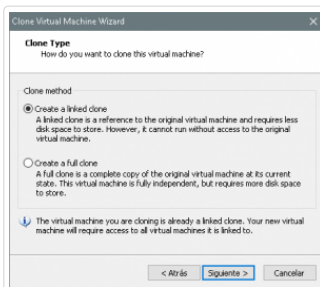 Clone Virtual Machine Wizard
Clone Type
How do you want to clone this virtual machine?
Clone method
Create a linked clone
A linked clone is a reference to the original virtual machine and requires less
disk space to store. However, it cannot run without access to the original
virtual machine.
Create a full clone
A full clone is a complete copy of the original virtual machine at its current
state. This virtual machine is fully independent, but requires more disk space
to store.
The virtual machine you are cloning is already a linked clone. Your new virtual
machine will require access to all virtual machines it is linked to.
< Atrás
Siguiente >
Cancelar